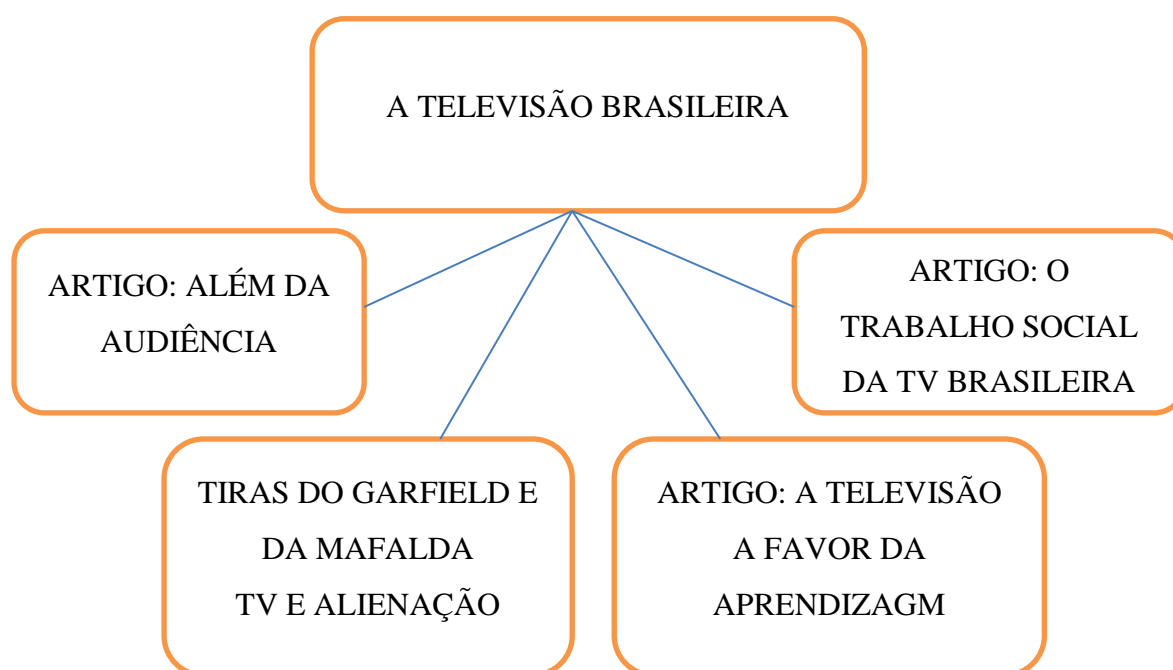 A TELEVISÃO BRASILEIRA
ARTIGO: ALÉM DA
AUDIÊNCIA
ARTIGO: O
TRABALHO SOCIAL
DA TV BRASILEIRA
TIRAS DO GARFIELD E
DA MAFALDA
TV E ALIENAÇÃO
ARTIGO: A TELEVISÃO
A FAVOR DA
APRENDIZAGM